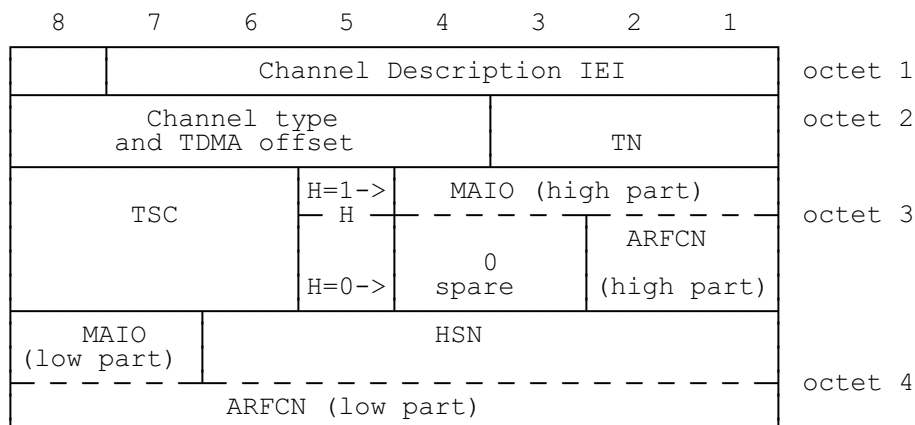 8 7 6 5 4 3 2 1
Channel Description IEI octet 1
Channel type octet 2
and TDMA offset TN
H=1-> MAIO (high part)
TSC H octet 3
ARFCN
0
H=0-> spare (high part)
MAIO HSN
(low part)
octet 4
ARFCN (low part)